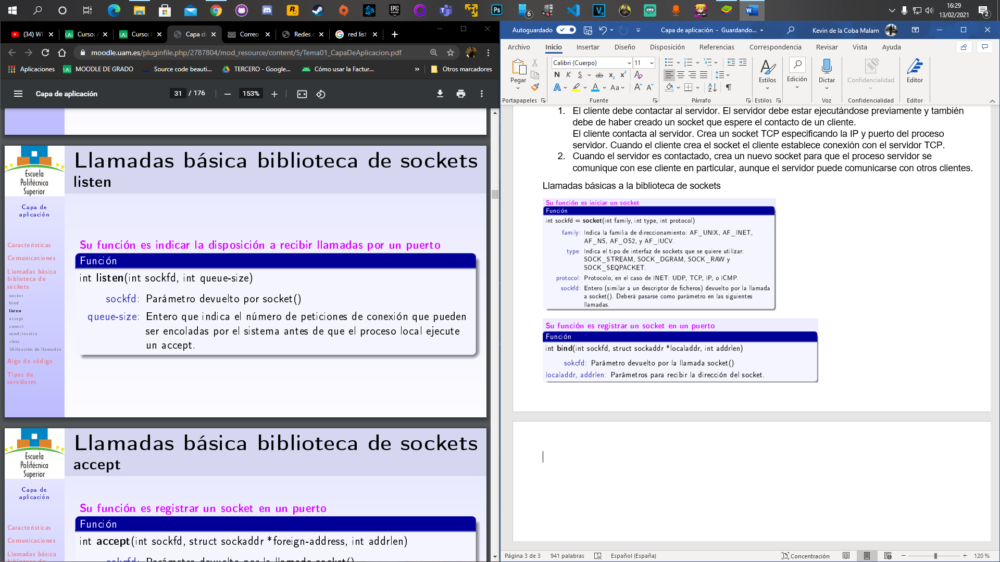 16:29
13/02/2021
6
2
(34) WI
Curso: A
Curso: F
Capa de
Correo
Redes c
red list
moodle.uam.es/pluginfile.php/2787804/mod_resource/content/5/Tema01_CapaDeAplicacion.pdf
Aplicaciones
MOODLE DE GRADO
Source code beauti...
TERCERO - Google...
Cómo usar la Factur...
»
Otros marcadores
Capa de aplicación
31 / 176
153%
Escuela
Politécnica
Superior
Llamadas básica biblioteca de sockets
listen
Capa de
aplicación
Características
Comunicaciones
Llamadas básica
biblioteca de
sockets
socket
bind
listen
accept
conect
send/receive
close
Utilización de llamadas
Algo de código
Tipos de
servidores
Su función es indicar la disposición a recibir llamadas por un puerto
Función
int listen(int sockfd, int queue-size)
sockfd: Parámetro devuelto por socket()
queue-size: Entero que indica el número de peticiones de conexión que pueden
ser encoladas por el sistema antes de que el proceso local ejecute
un accept.
Escuela
Politécnica
Superior
Llamadas básica biblioteca de sockets
accept
Capa de
aplicación
Características
Comunicaciones
Llamadas básica
biblioteca de
Su función es registrar un socket en un puerto
Función
int accept(int sockfd, struct sockaddr *foreign-address, int addrlen)
sokcfd: Parámetro devuelto por la llamada socket()
Autoguardado
Capa de aplicación - Guardando...
Kevin de la Coba Malam
Archivo
Inicio
Insertar
Diseño
Disposición
Referencias
Correspondencia
Revisar
Vista
Ayuda
Pegar
Portapapeles
Calibri (Cuerpo)
11
N K S ab x₂ x²
A A Aa A A
Fuente
Párrafo
Estilos
Estilos
Edición
Dictar
Voz
Confidencialidad
Confidencialidad
Editor
Editor
1. El cliente debe contactar al servidor. El servidor debe estar ejecutándose previamente y también
debe de haber creado un socket que espere el contacto de un cliente.
El cliente contacta al servidor. Crea un socket TCP especificando la IP y puerto del proceso
servidor. Cuando el cliente crea el socket el cliente establece conexión con el servidor TCP.
2. Cuando el servidor es contactado, crea un nuevo socket para que el proceso servidor se
comunique con ese cliente en particular, aunque el servidor puede comunicarse con otros clientes.
Llamadas básicas a la biblioteca de sockets
Su función es iniciar un socket
Función
int sockfd = socket(int family, int type, int protocol)
family: Indica la familia de direccionamiento: AF_UNIX, AF_INET,
AF_NS, AF_OS2, y AF_IUCV.
type: Indica el tipo de interfaz de sockets que se quiere utilizar:
SOCK_STREAM, SOCK_DGRAM, SOCK_RAW y
SOCK_SEQPACKET.
protocol: Protocolo, en el caso de INET: UDP, TCP, IP, o ICMP.
sockfd: Entero (similar a un descriptor de ficheros) devuelto por la llamada
a socket(). Deberá pasarse como parámetro en las siguientes
llamadas.
Su función es registrar un socket en un puerto
Función
int bind(int sockfd, struct sockaddr *localaddr, int addrlen)
sokcfd: Parámetro devuelto por la llamada socket()
localaddr, addrlen: Parámetros para recibir la dirección del socket.
Página 3 de 3
941 palabras
Español (España)
Concentración
120 %